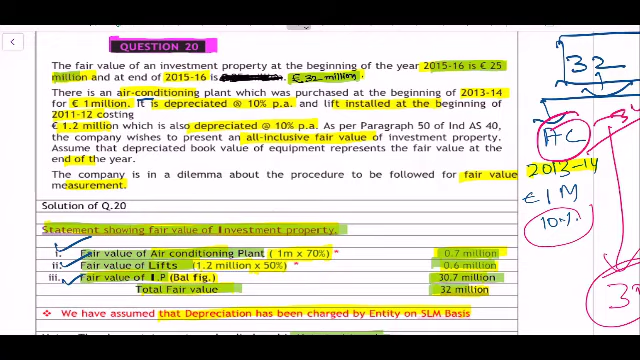 QUESTION 20
The fair value of an investment property at the beginning of the year 2015-16 is € 25
million and at end of 2015-16 is € 32 million.
There is an air-conditioning plant which was purchased at the beginning of 2013-14
for € 1million. It is depreciated @ 10% p.a. and lift installed at the beginning of
2011-12 costing
€ 1.2 million which is also depreciated @ 10% p.a. As per Paragraph 50 of Ind AS 40,
the company wishes to present an all-inclusive fair value of investment property.
Assume that depreciated book value of equipment represents the fair value at the
end of the year.
The company is in a dilemma about the procedure to be followed for fair value
measurement.
Solution of Q.20
Statement showing fair value of Investment Property.
i. Fair value of Air conditioning Plant ( 1m x 70%) * 0.7 million
ii. Fair value of Lifts (1.2 million x 50%) * 0.6 million
iii. Fair value of I.P (Bal fig.) 30.7 million
Total Fair value 32 million
* We have assumed that Depreciation has been charged by Entity on SLM Basis
32
A-C
2013-14
€ 1 M
10%